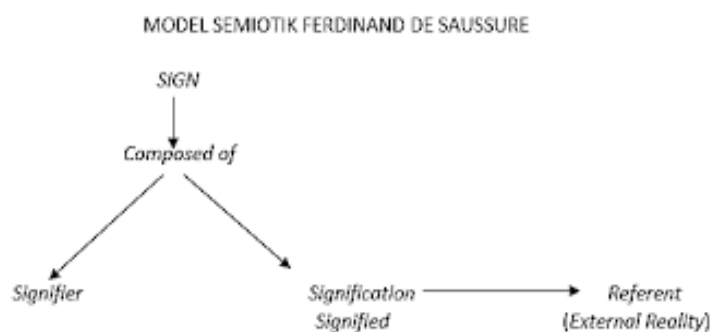 MODEL SEMIOTIK FERDINAND DE SAUSSURE
SIGN
Composed of
Signifier
Signification
Signified
Referent
(External Reality)